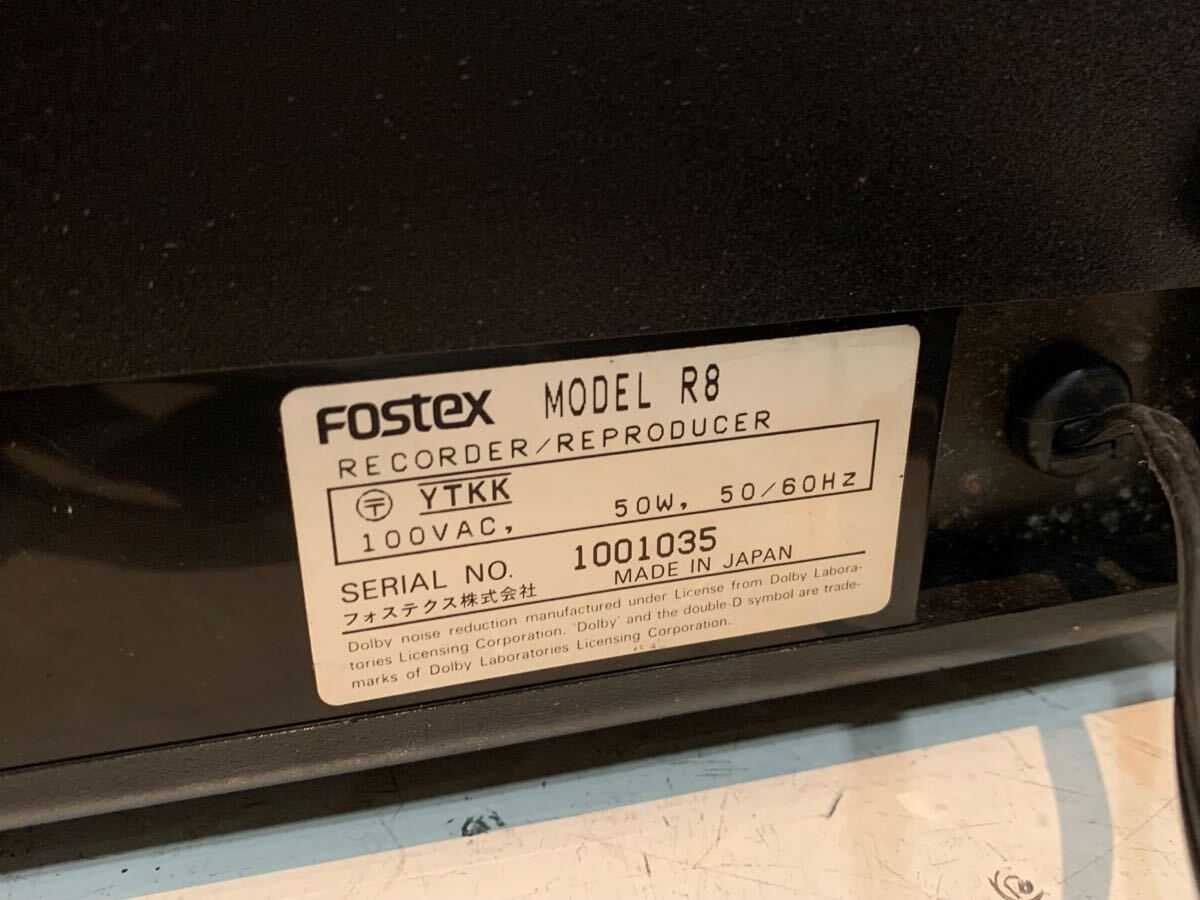 Fostex MODEL R8
RECORDER/REPRODUCER
〒 YTKK
100VAC, 50W, 50/60Hz
SERIAL NO. 1001035
フォステクス株式会社 MADE IN JAPAN
Dolby noise reduction manufactured under License from Dolby Labora-
tories Licensing Corporation. 'Dolby' and the double-D symbol are trade-
marks of Dolby Laboratories Licensing Corporation.